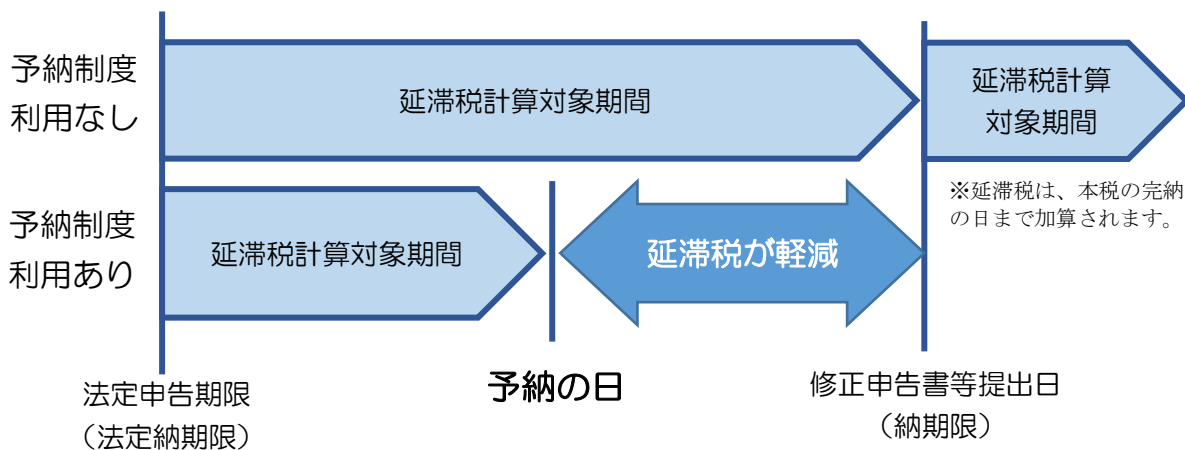 予納制度
利用なし
延滞税計算対象期間
延滞税計算
対象期間
※延滞税は、本税の完納
の日まで加算されます。
予納制度
利用あり
延滞税計算対象期間
延滞税が軽減
法定申告期限
（法定納期限）
予納の日
修正申告書等提出日
（納期限）